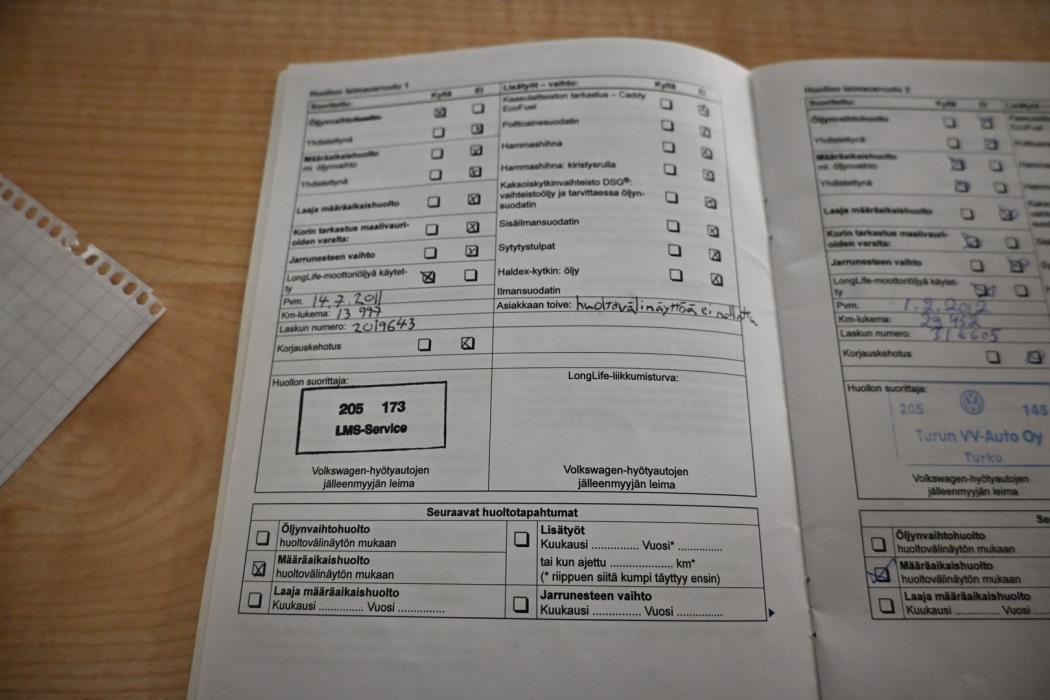 Huollon leimausruutu 1
Suoritettu: Kyllä Ei
Öljynvaihtohuolto
Yhdistettynä
Määräaikaishuolto
ml. öljynvaihto
Yhdistettynä
Laaja määräaikaishuolto
Korin tarkastus maalivauri-
oiden varalta:
Jarrunesteen vaihto
LongLife-moottoriöljyä käytet-
ty
Pvm. 14.7.2011
Km-lukema: 13 997
Laskun numero: 2019643
Korjauskehotus
Huollon suorittaja:
205 173
LMS-Service
Volkswagen-hyötyautojen
jälleenmyyjän leima
Lisätyöt – vaihto: Kyllä Ei
Kaasulaitteiston tarkastus – Caddy
EcoFuel
Polttoainesuodatin
Hammashihna
Hammashihna: kiristysrulla
Kaksoiskytkinvaihteisto DSG®:
vaihteistoöljy ja tarvittaessa öljyn-
suodatin
Sisäilmansuodatin
Sytytystulpat
Haldex-kytkin: öljy
Ilmansuodatin
Asiakkaan toive: huoltovälinäyttöä ei nollattu
LongLife-liikkumisturva:
Volkswagen-hyötyautojen
jälleenmyyjän leima
Seuraavat huoltotapahtumat
Öljynvaihtohuolto
huoltovälinäytön mukaan
Määräaikaishuolto
huoltovälinäytön mukaan
Laaja määräaikaishuolto
Kuukausi .............. Vuosi ..............
Lisätyöt
Kuukausi .............. Vuosi* ..............
tai kun ajettu .................... km*
(* riippuen siitä kumpi täyttyy ensin)
Jarrunesteen vaihto
Kuukausi .............. Vuosi ..............
Huollon leimausruutu 2
Suoritettu: Kyllä Ei
Öljynvaihtohuolto
Yhdistettynä
Määräaikaishuolto
ml. öljynvaihto
Yhdistettynä
Laaja määräaikaishuolto
Korin tarkastus maalivauri-
oiden varalta:
Jarrunesteen vaihto
LongLife-moottoriöljyä käytet-
ty
Pvm. 1.2.2012
Km-lukema: 29 452
Laskun numero: 316605
Korjauskehotus
Huollon suorittaja:
205 145
Turun VV-Auto Oy
Turku
Volkswagen-hyötyautojen
jälleenmyyjän leima
Öljynvaihtohuolto
huoltovälinäytön mukaan
Määräaikaishuolto
huoltovälinäytön mukaan
Laaja määräaikaishuolto
Kuukausi .............. Vuosi